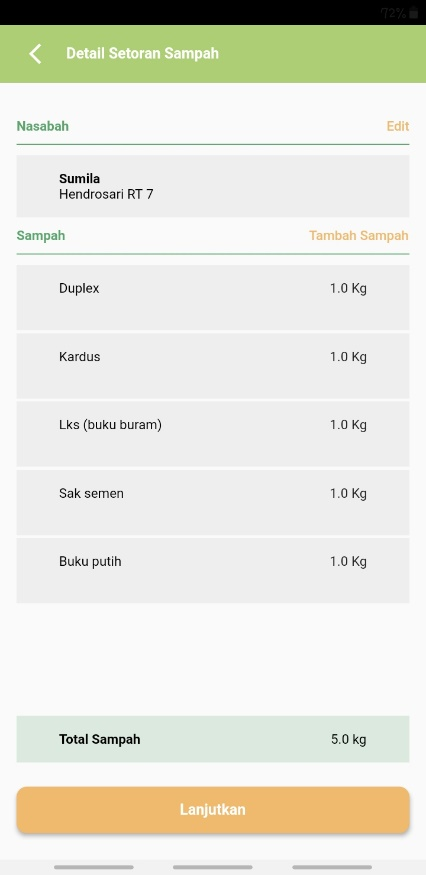 72%
Detail Setoran Sampah
Nasabah Edit
Sumila
Hendrosari RT 7
Sampah Tambah Sampah
Duplex 1.0 Kg
Kardus 1.0 Kg
Lks (buku buram) 1.0 Kg
Sak semen 1.0 Kg
Buku putih 1.0 Kg
Total Sampah 5.0 kg
Lanjutkan